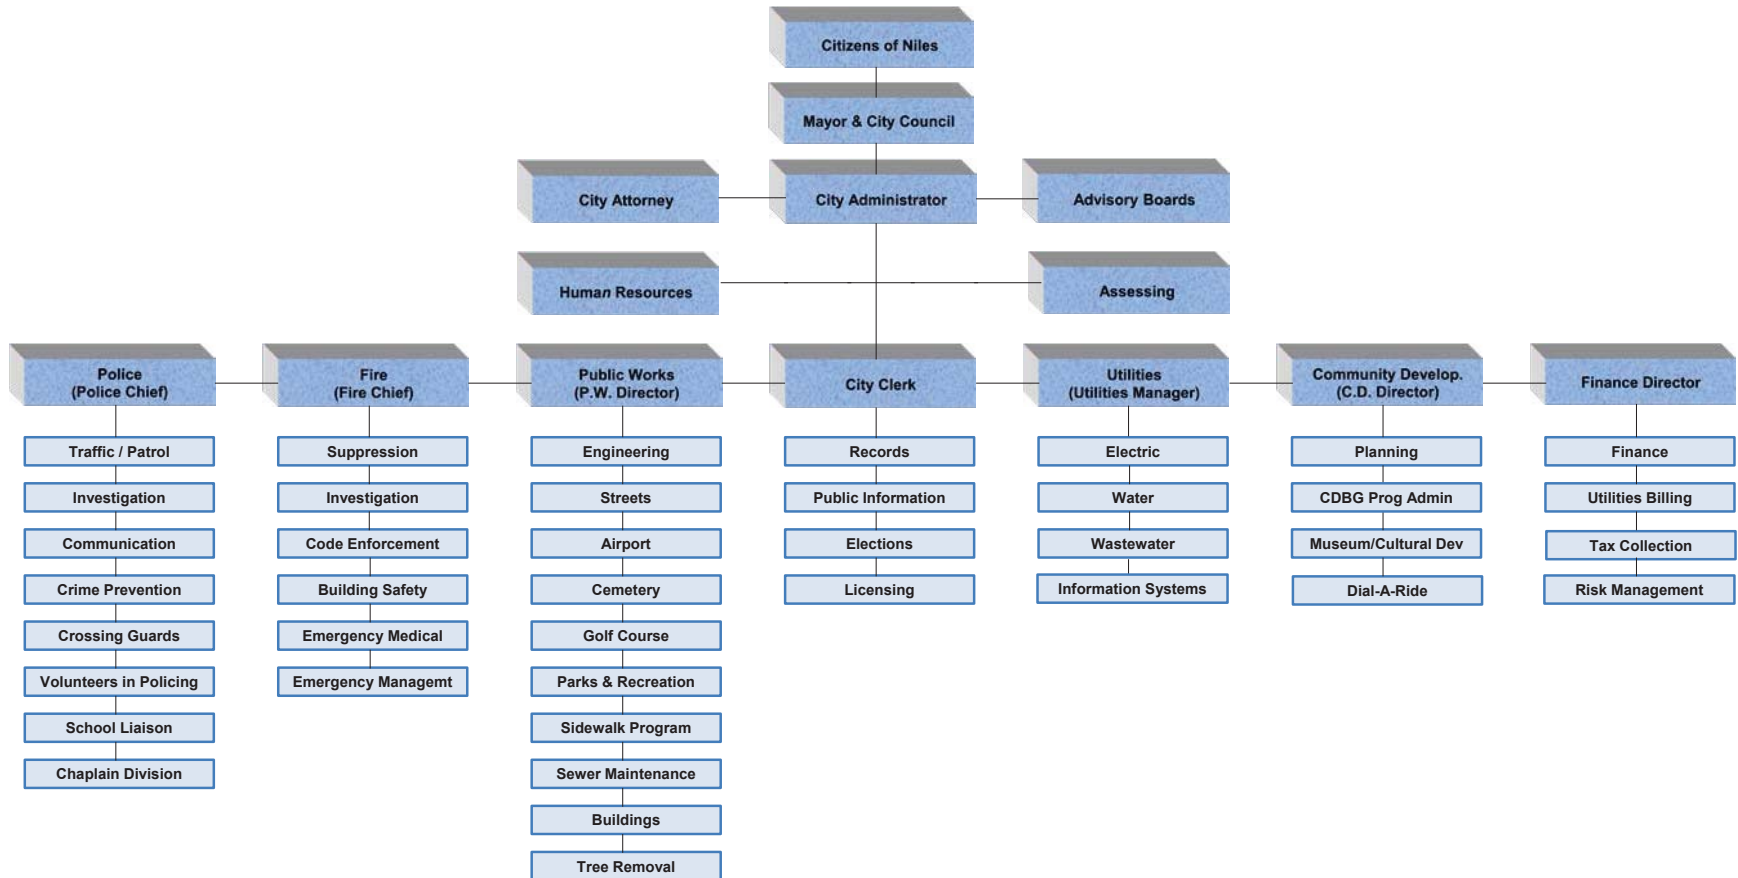 Citizens of Niles
Mayor & City Council
City Attorney
City Administrator
Advisory Boards
Human Resources
Assessing
Police
(Police Chief)
Fire
(Fire Chief)
Public Works
(P.W. Director)
City Clerk
Utilities
(Utilities Manager)
Community Develop.
(C.D. Director)
Finance Director
Traffic / Patrol
Investigation
Communication
Crime Prevention
Crossing Guards
Volunteers in Policing
School Liaison
Chaplain Division
Suppression
Investigation
Code Enforcement
Building Safety
Emergency Medical
Emergency Managemt
Engineering
Streets
Airport
Cemetery
Golf Course
Parks & Recreation
Sidewalk Program
Sewer Maintenance
Buildings
Tree Removal
Records
Public Information
Elections
Licensing
Electric
Water
Wastewater
Information Systems
Planning
CDBG Prog Admin
Museum/Cultural Dev
Dial-A-Ride
Finance
Utilities Billing
Tax Collection
Risk Management